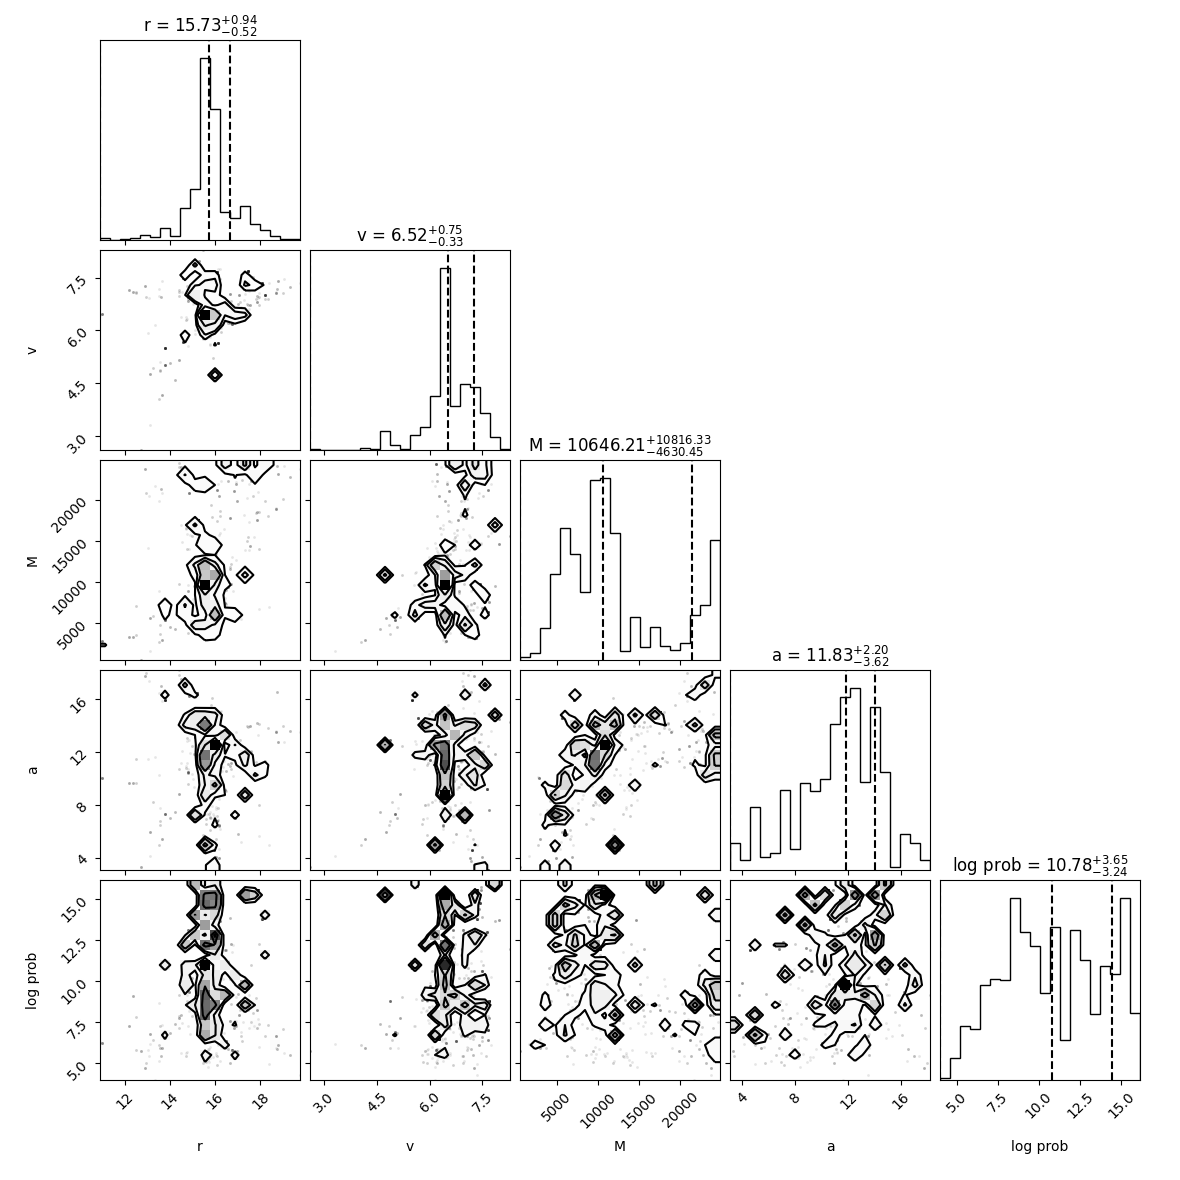 r = 15.73+0.94−0.52
v = 6.52+0.75−0.33
7.5
6.0
4.5
3.0
v
M = 10646.21+10816.33−4630.45
20000
15000
10000
5000
M
a = 11.83+2.20−3.62
16
12
8
4
a
log prob = 10.78+3.65−3.24
15.0
12.5
10.0
7.5
5.0
log prob
12 14 16 18 3.0 4.5 6.0 7.5 5000 10000 15000 20000 4 8 12 16 5.0 7.5 10.0 12.5 15.0
r v M a log prob